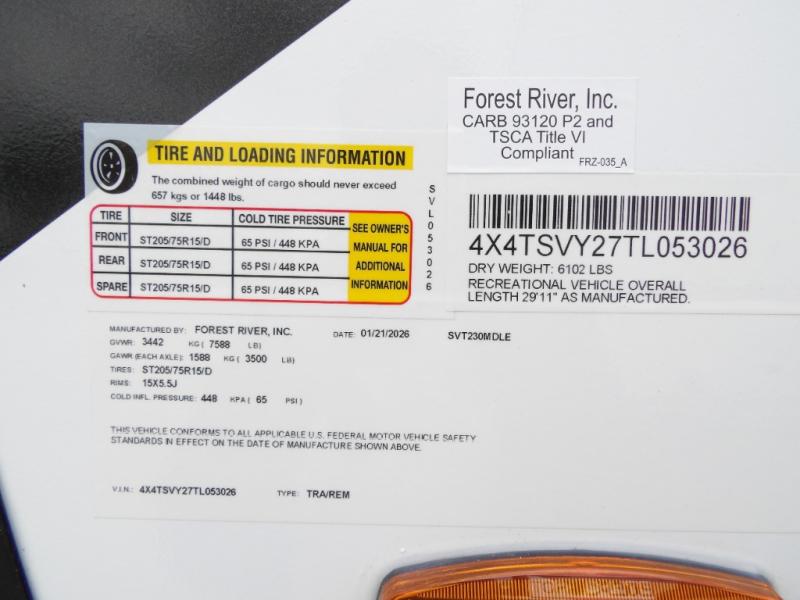 Forest River, Inc.
CARB 93120 P2 and
TSCA Title VI
Compliant
FRZ-035_A
TIRE AND LOADING INFORMATION
The combined weight of cargo should never exceed
657 kgs or 1448 lbs.
TIRE SIZE COLD TIRE PRESSURE
FRONT ST205/75R15/D 65 PSI / 448 KPA
REAR ST205/75R15/D 65 PSI / 448 KPA
SPARE ST205/75R15/D 65 PSI / 448 KPA
SEE OWNER'S
MANUAL FOR
ADDITIONAL
INFORMATION
SVL053026
4X4TSVY27TL053026
DRY WEIGHT: 6102 LBS
RECREATIONAL VEHICLE OVERALL
LENGTH 29'11" AS MANUFACTURED.
MANUFACTURED BY: FOREST RIVER, INC. DATE: 01/21/2026 SVT230MDLE
GVWR: 3442 KG ( 7588 LB)
GAWR (EACH AXLE): 1588 KG ( 3500 LB)
TIRES: ST205/75R15/D
RIMS: 15X5.5J
COLD INFL. PRESSURE: 448 KPA ( 65 PSI )
THIS VEHICLE CONFORMS TO ALL APPLICABLE U.S. FEDERAL MOTOR VEHICLE SAFETY
STANDARDS IN EFFECT ON THE DATE OF MANUFACTURE SHOWN ABOVE.
V.I.N.: 4X4TSVY27TL053026 TYPE: TRA/REM